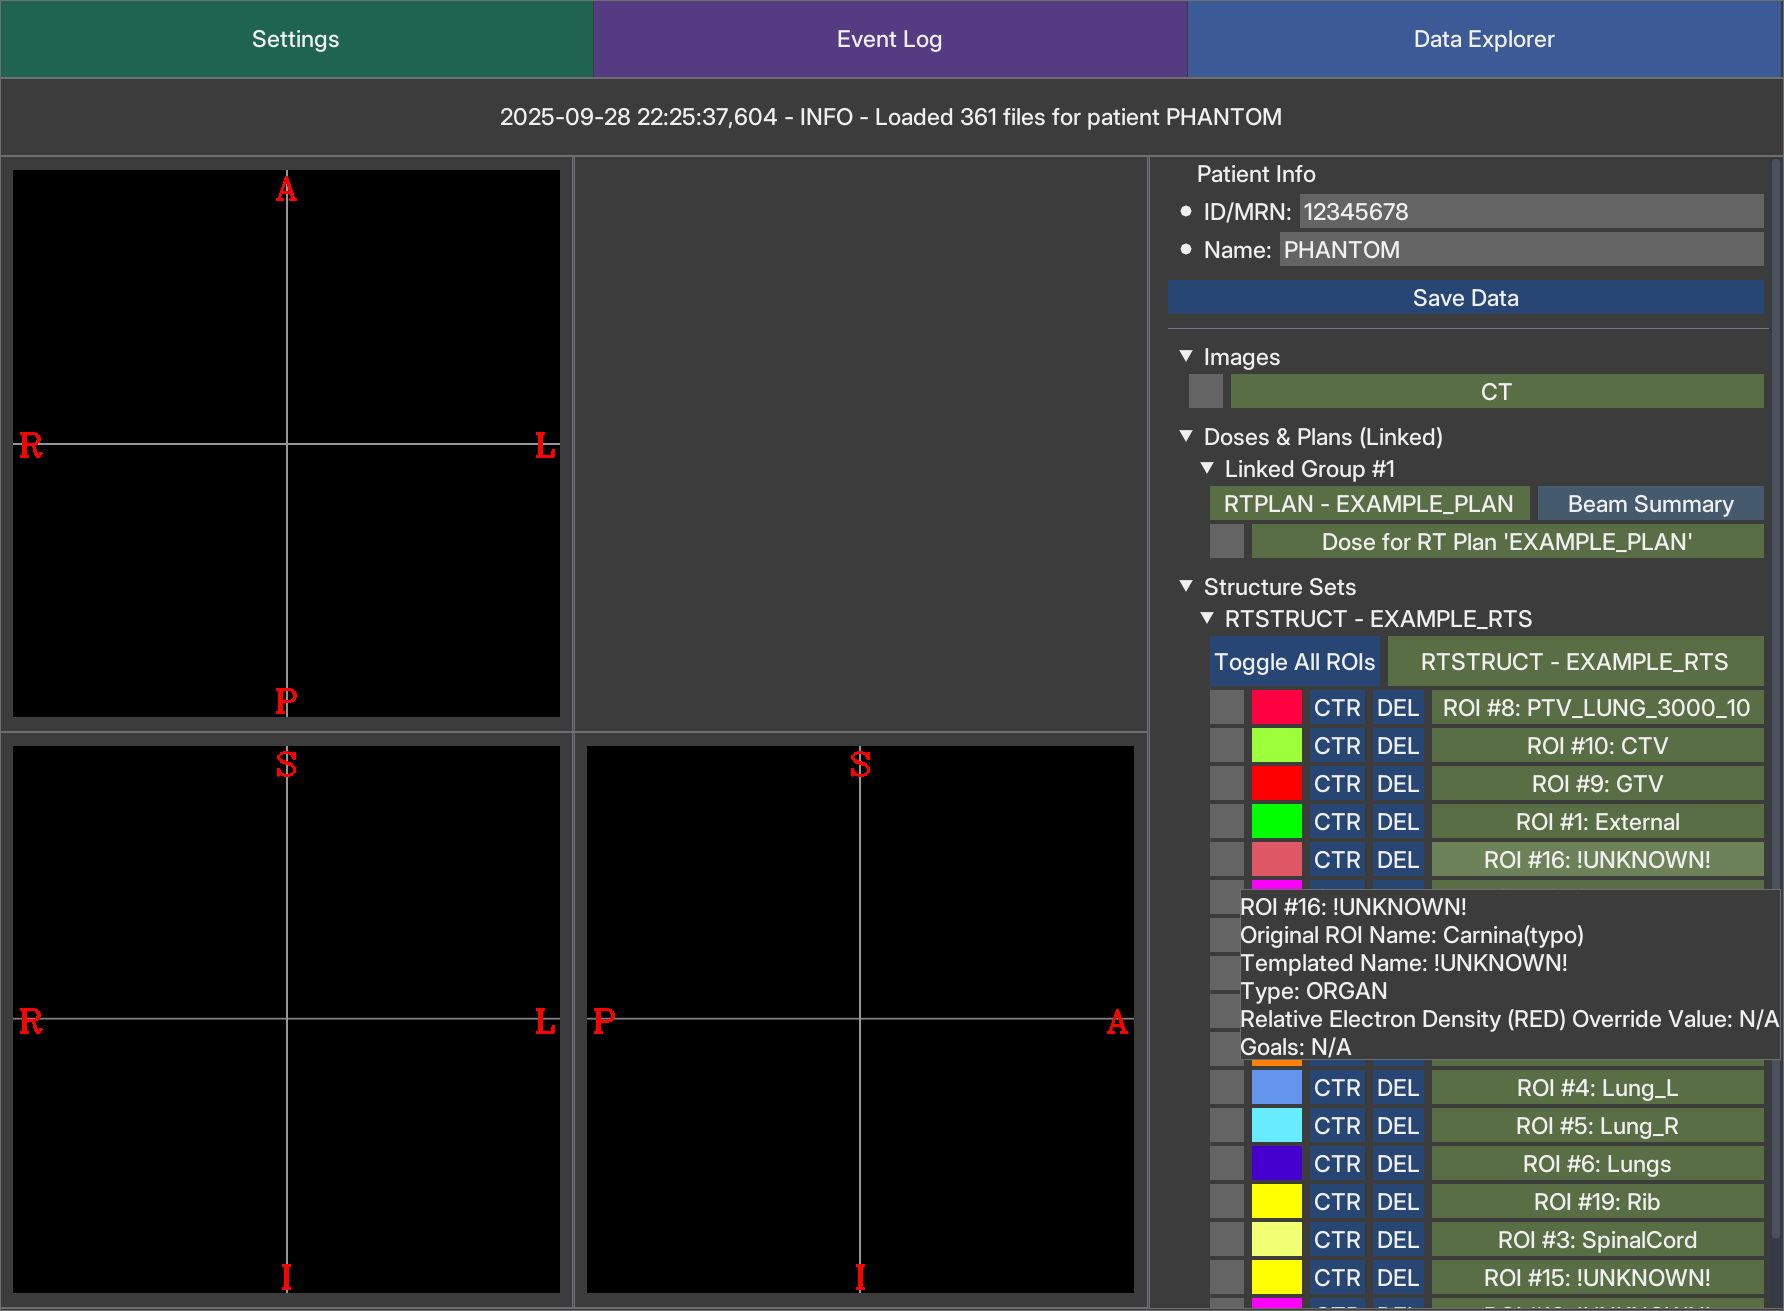 Settings
Event Log
Data Explorer
2025-09-28 22:25:37,604 - INFO - Loaded 361 files for patient PHANTOM
A
R
L
P
S
R
L
I
S
P
A
I
Patient Info
ID/MRN: 12345678
Name: PHANTOM
Save Data
Images
CT
Doses & Plans (Linked)
Linked Group #1
RTPLAN - EXAMPLE_PLAN Beam Summary
Dose for RT Plan 'EXAMPLE_PLAN'
Structure Sets
RTSTRUCT - EXAMPLE_RTS
Toggle All ROIs RTSTRUCT - EXAMPLE_RTS
CTR DEL ROI #8: PTV_LUNG_3000_10
CTR DEL ROI #10: CTV
CTR DEL ROI #9: GTV
CTR DEL ROI #1: External
CTR DEL ROI #16: !UNKNOWN!
ROI #16: !UNKNOWN!
Original ROI Name: Carnina(typo)
Templated Name: !UNKNOWN!
Type: ORGAN
Relative Electron Density (RED) Override Value: N/A
Goals: N/A
CTR DEL ROI #4: Lung_L
CTR DEL ROI #5: Lung_R
CTR DEL ROI #6: Lungs
CTR DEL ROI #19: Rib
CTR DEL ROI #3: SpinalCord
CTR DEL ROI #15: !UNKNOWN!